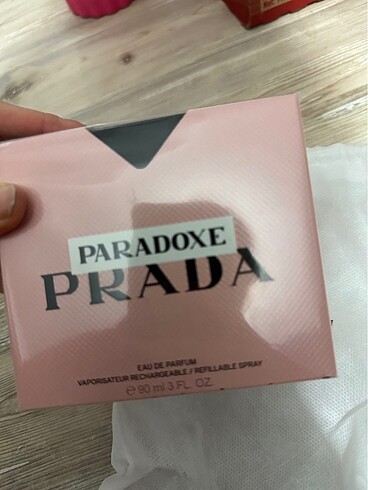 PARADOXE
PRADA
EAU DE PARFUM
VAPORISATEUR RECHARGEABLE / REFILLABLE SPRAY
℮ 90 ml 3 FL. OZ.